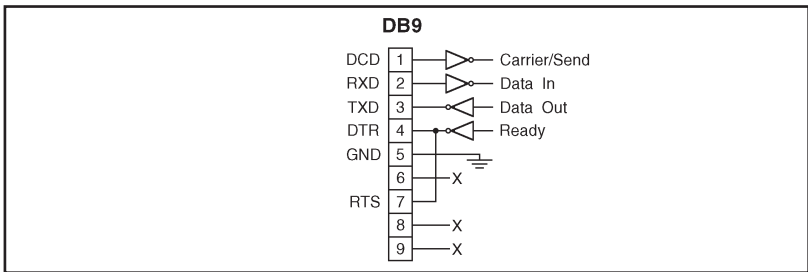 DB9
DCD 1 Carrier/Send
RXD 2 Data In
TXD 3 Data Out
DTR 4 Ready
GND 5
6 X
RTS 7
8 X
9 X